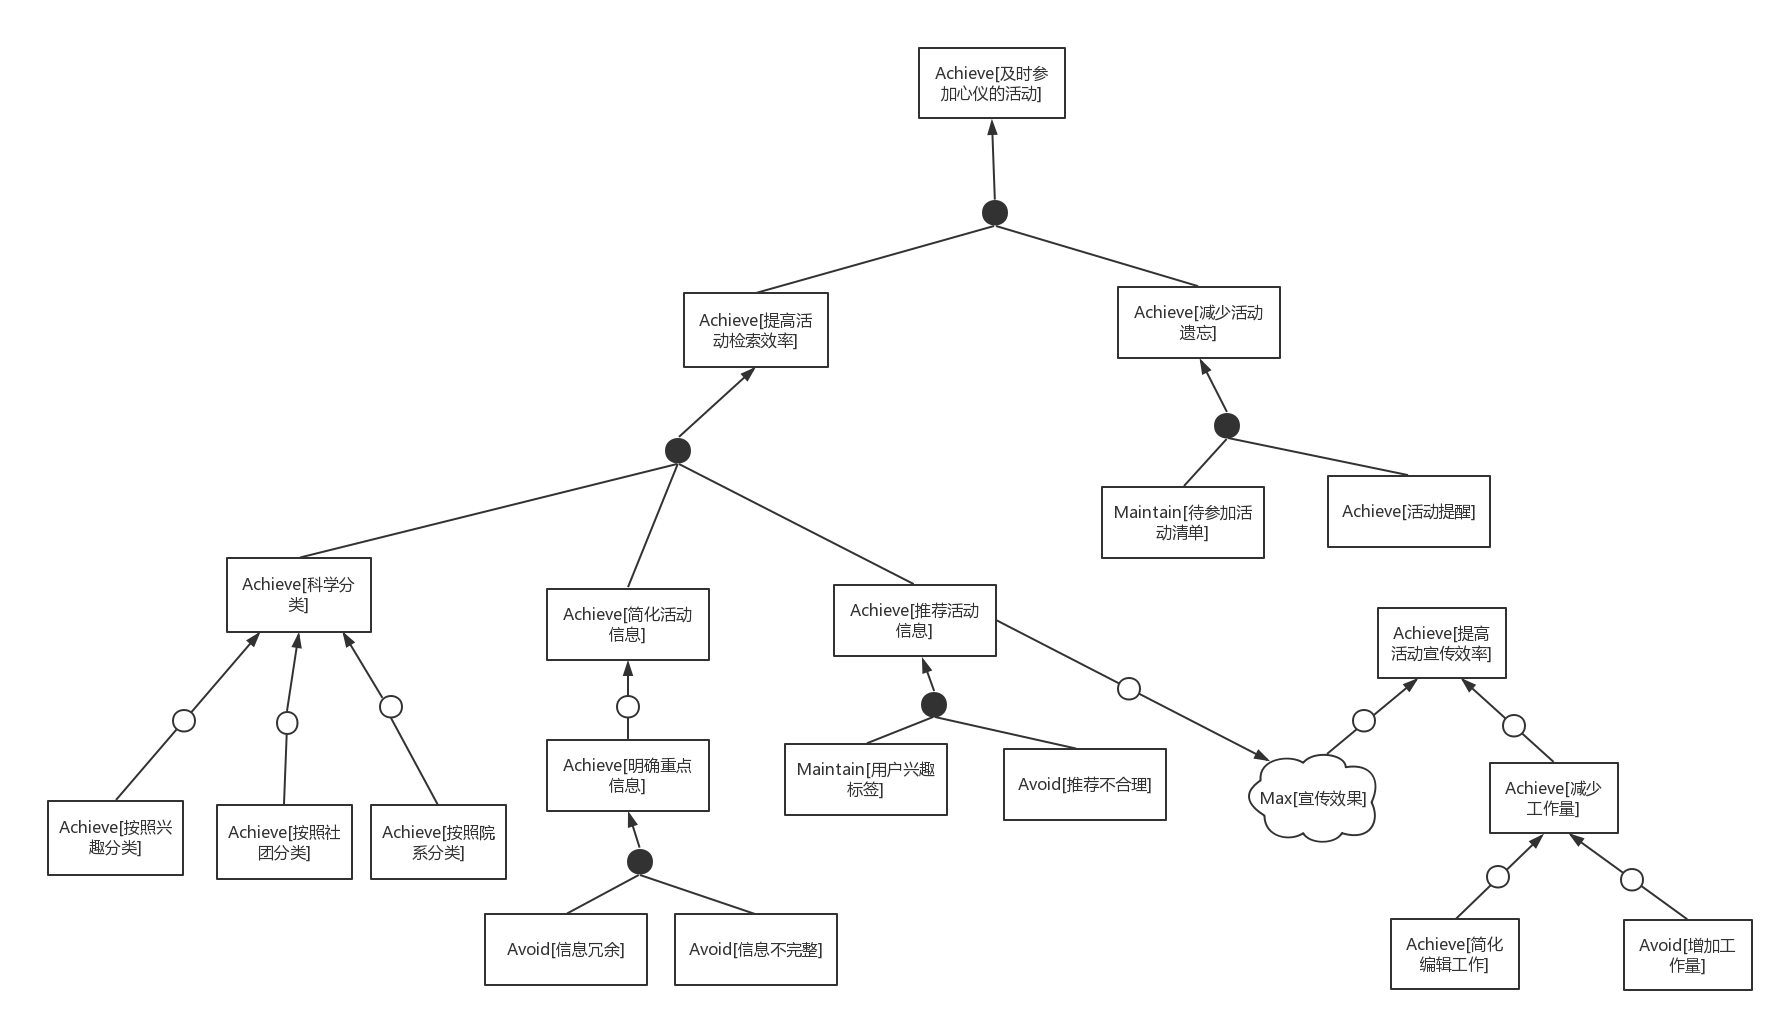 Achieve[及时参
加心仪的活动]
Achieve[提高活
动检索效率]
Achieve[减少活动
遗忘]
Maintain[待参加活
动清单]
Achieve[活动提醒]
Achieve[科学分
类]
Achieve[简化活动
信息]
Achieve[推荐活动
信息]
Achieve[提高
活动宣传效率]
Achieve[明确重点
信息]
Maintain[用户兴趣
标签]
Avoid[推荐不合理]
Max[宣传效果]
Achieve[减少
工作量]
Achieve[按照兴
趣分类]
Achieve[按照社
团分类]
Achieve[按照院
系分类]
Avoid[信息冗余]
Avoid[信息不完整]
Achieve[简化
编辑工作]
Avoid[增加工
作量]